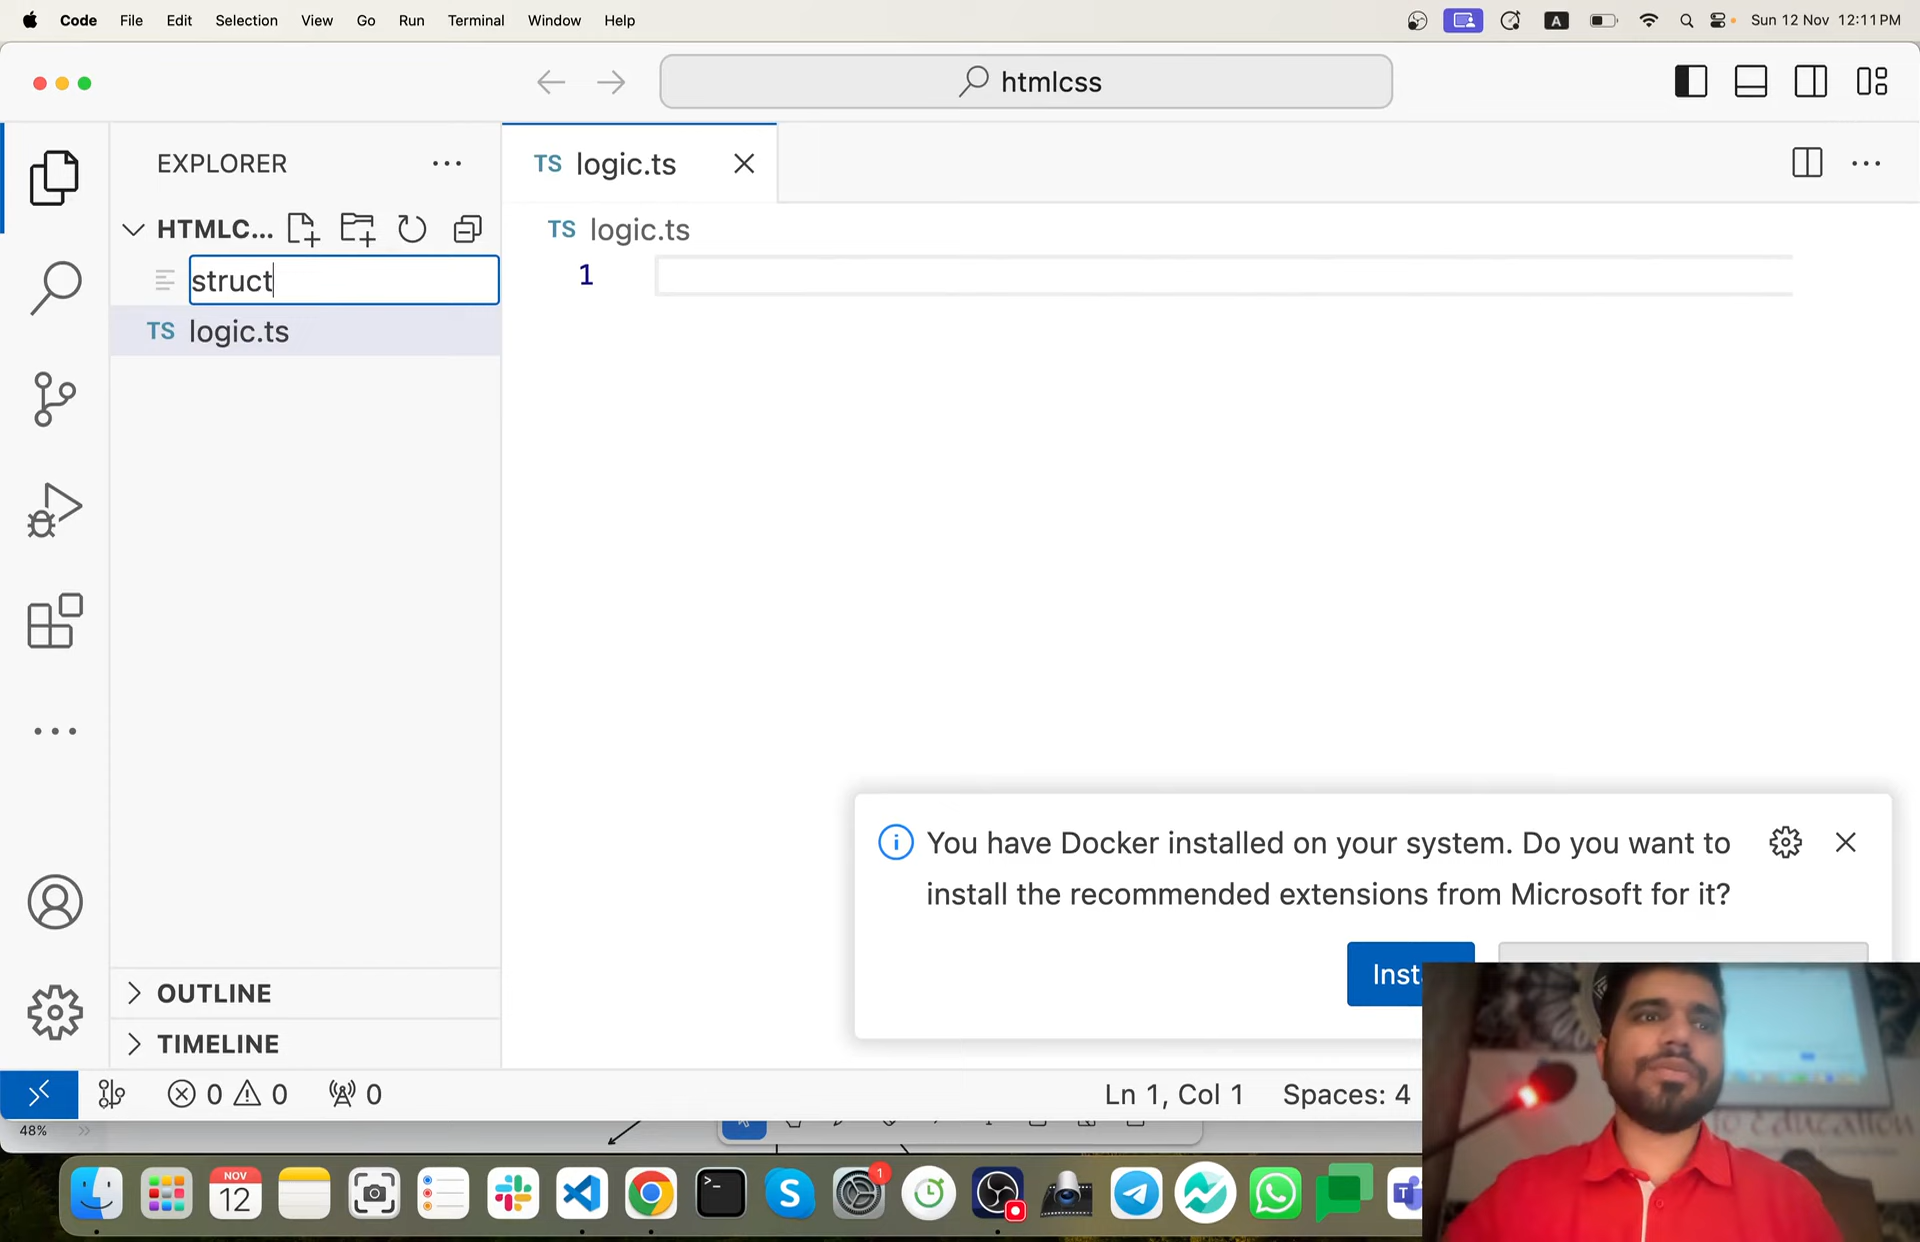 Code File Edit Selection View Go Run Terminal Window Help
A Sun 12 Nov 12:11 PM
htmlcss
EXPLORER
TS logic.ts
HTMLC...
TS logic.ts
struct
1
TS logic.ts
You have Docker installed on your system. Do you want to
install the recommended extensions from Microsoft for it?
OUTLINE
TIMELINE
0 0 0
Ln 1, Col 1 Spaces: 4
48%
NOV
12
1